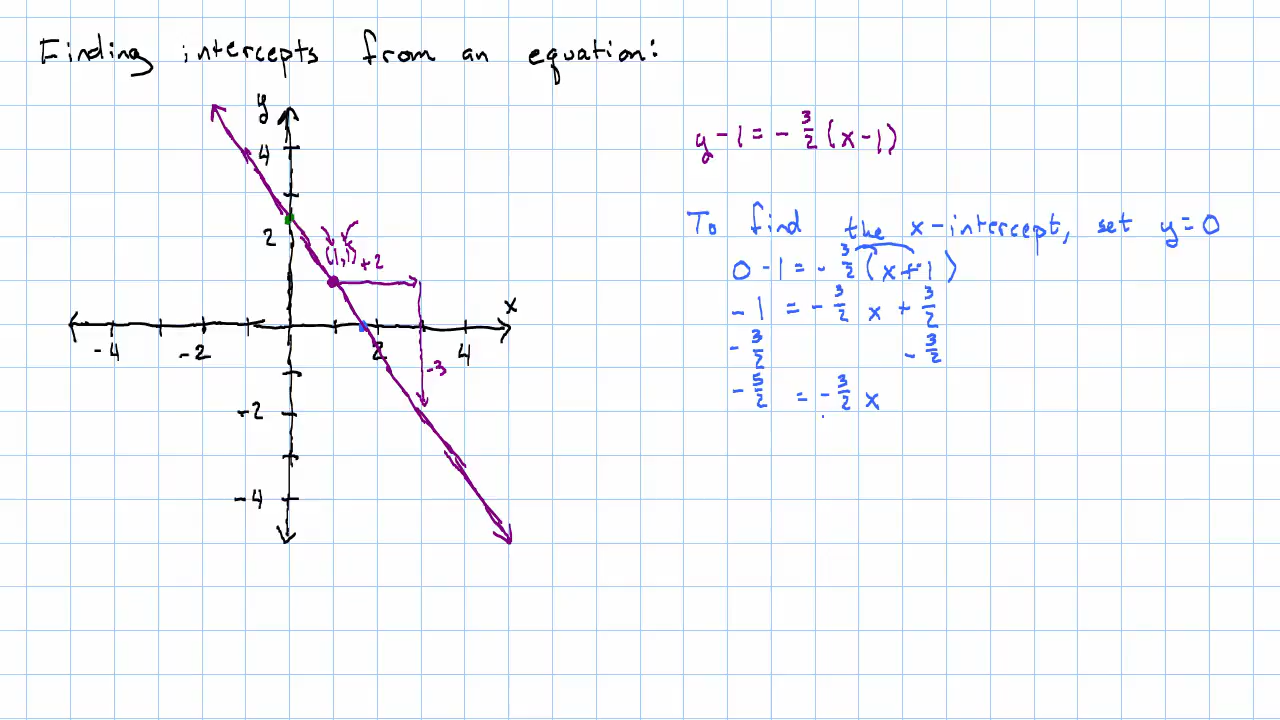 Finding intercepts from an equation:
y
4
2
(1,1)
+2
x
-4 -2 2 4
-3
-2
-4
y - 1 = - 3/2 (x - 1)
To find the x-intercept, set y = 0
0 - 1 = - 3/2 (x + -1)
- 1 = - 3/2 x + 3/2
- 3/2 - 3/2
- 5/2 = - 3/2 x